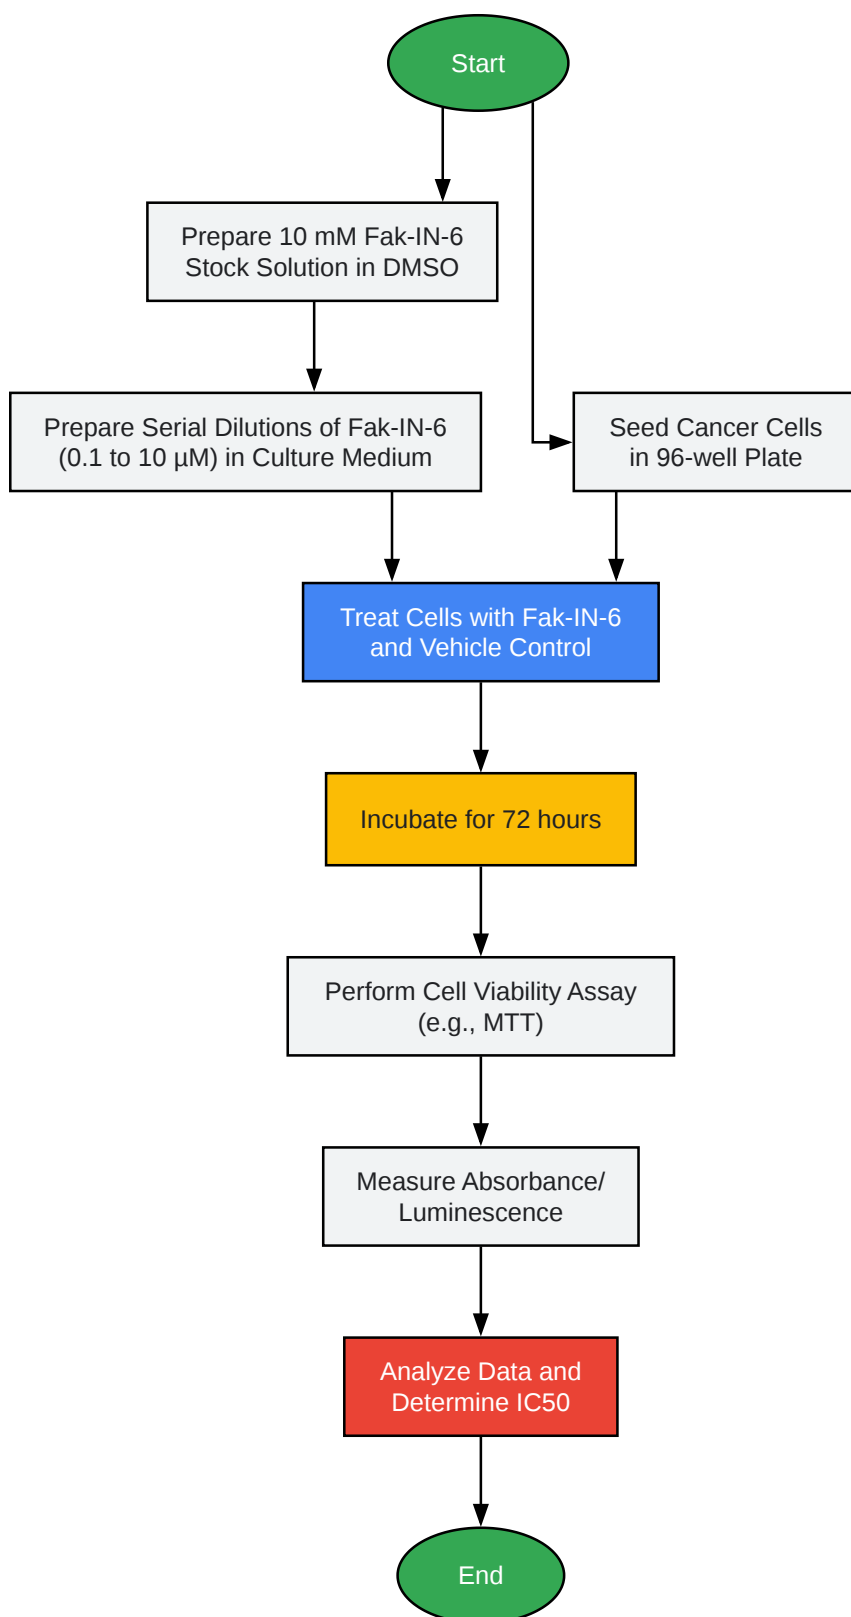 Start
Prepare 10 mM Fak-IN-6
Stock Solution in DMSO
Prepare Serial Dilutions of Fak-IN-6
(0.1 to 10 µM) in Culture Medium
Seed Cancer Cells
in 96-well Plate
Treat Cells with Fak-IN-6
and Vehicle Control
Incubate for 72 hours
Perform Cell Viability Assay
(e.g., MTT)
Measure Absorbance/
Luminescence
Analyze Data and
Determine IC50
End